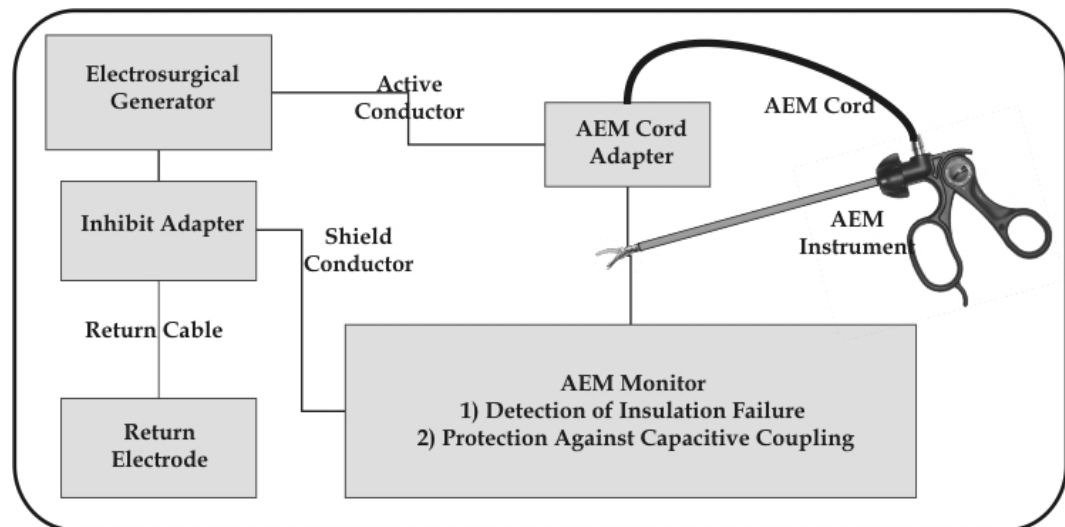 Electrosurgical
Generator
Active
Conductor
AEM Cord
Adapter
AEM Cord
AEM
Instrument
Inhibit Adapter
Shield
Conductor
Return Cable
Return
Electrode
AEM Monitor
1) Detection of Insulation Failure
2) Protection Against Capacitive Coupling